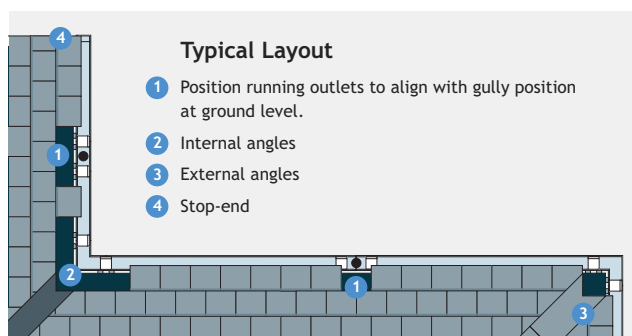 4
Typical Layout
1 Position running outlets to align with gully position
at ground level.
2 Internal angles
1
3 External angles
4 Stop-end
2
1
3